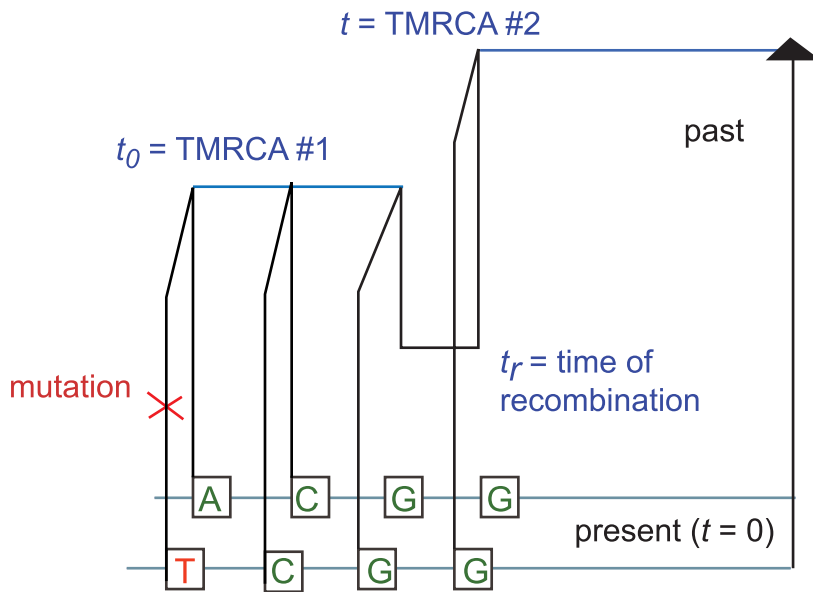 t = TMRCA #2
past
t0 = TMRCA #1
tr = time of
recombination
mutation
A C G G
present (t = 0)
T C G G